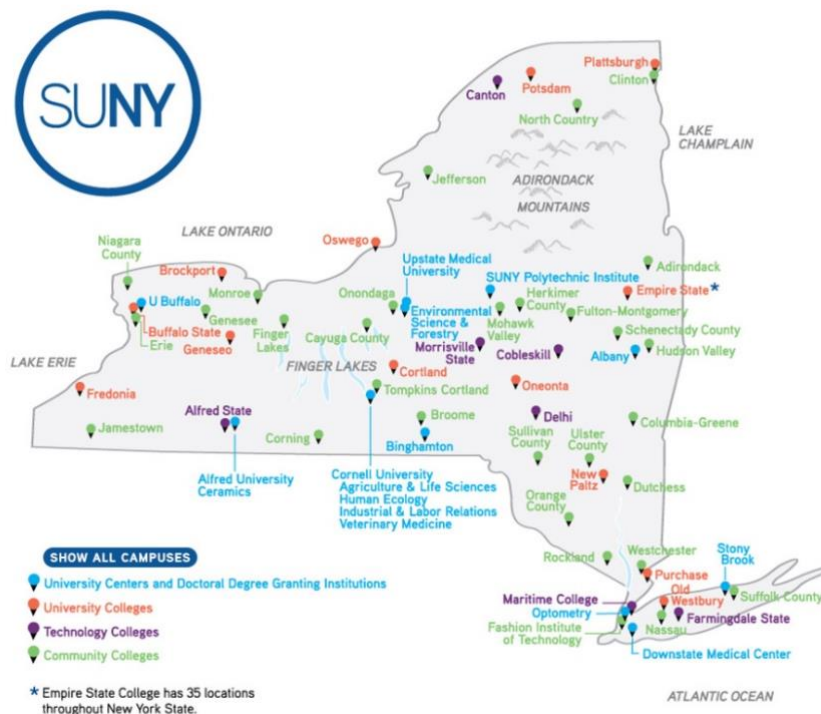 SUNY
Plattsburgh
Clinton
Canton
Potsdam
North Country
LAKE
CHAMPLAIN
Jefferson
ADIRONDACK
MOUNTAINS
LAKE ONTARIO
Oswego
Niagara
County
Brockport
Upstate Medical
University
SUNY Polytechnic Institute
Adirondack
Empire State*
U Buffalo
Monroe
Onondaga
Herkimer
County
Genesee
Environmental
Science &
Forestry
Mohawk
Valley
Fulton-Montgomery
Buffalo State
Erie
Geneseo
Finger
Lakes
Cayuga County
Morrisville
State
Cobleskill
Schenectady County
Albany
Hudson Valley
LAKE ERIE
FINGER LAKES
Cortland
Tompkins Cortland
Oneonta
Fredonia
Alfred State
Jamestown
Corning
Broome
Binghamton
Delhi
Columbia-Greene
Sullivan
County
Ulster
County
Alfred University
Ceramics
Cornell University
Agriculture & Life Sciences
Human Ecology
Industrial & Labor Relations
Veterinary Medicine
New
Paltz
Dutchess
Orange
County
Rockland
Westchester
Stony
Brook
Purchase
Old
Westbury
Suffolk County
Maritime College
Optometry
Farmingdale State
Fashion Institute
of Technology
Nassau
Downstate Medical Center
SHOW ALL CAMPUSES
University Centers and Doctoral Degree Granting Institutions
University Colleges
Technology Colleges
Community Colleges
* Empire State College has 35 locations
throughout New York State.
ATLANTIC OCEAN